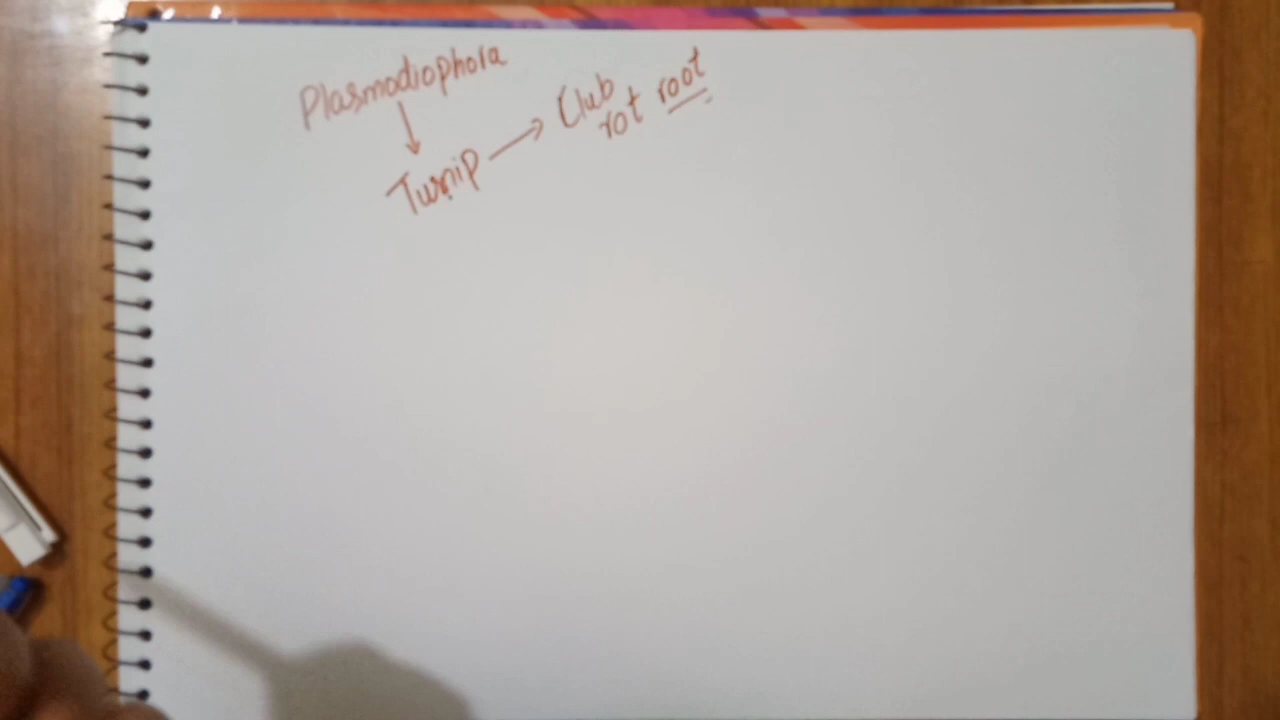 Plasmodiophora
↓
Turnip → Club root
rot